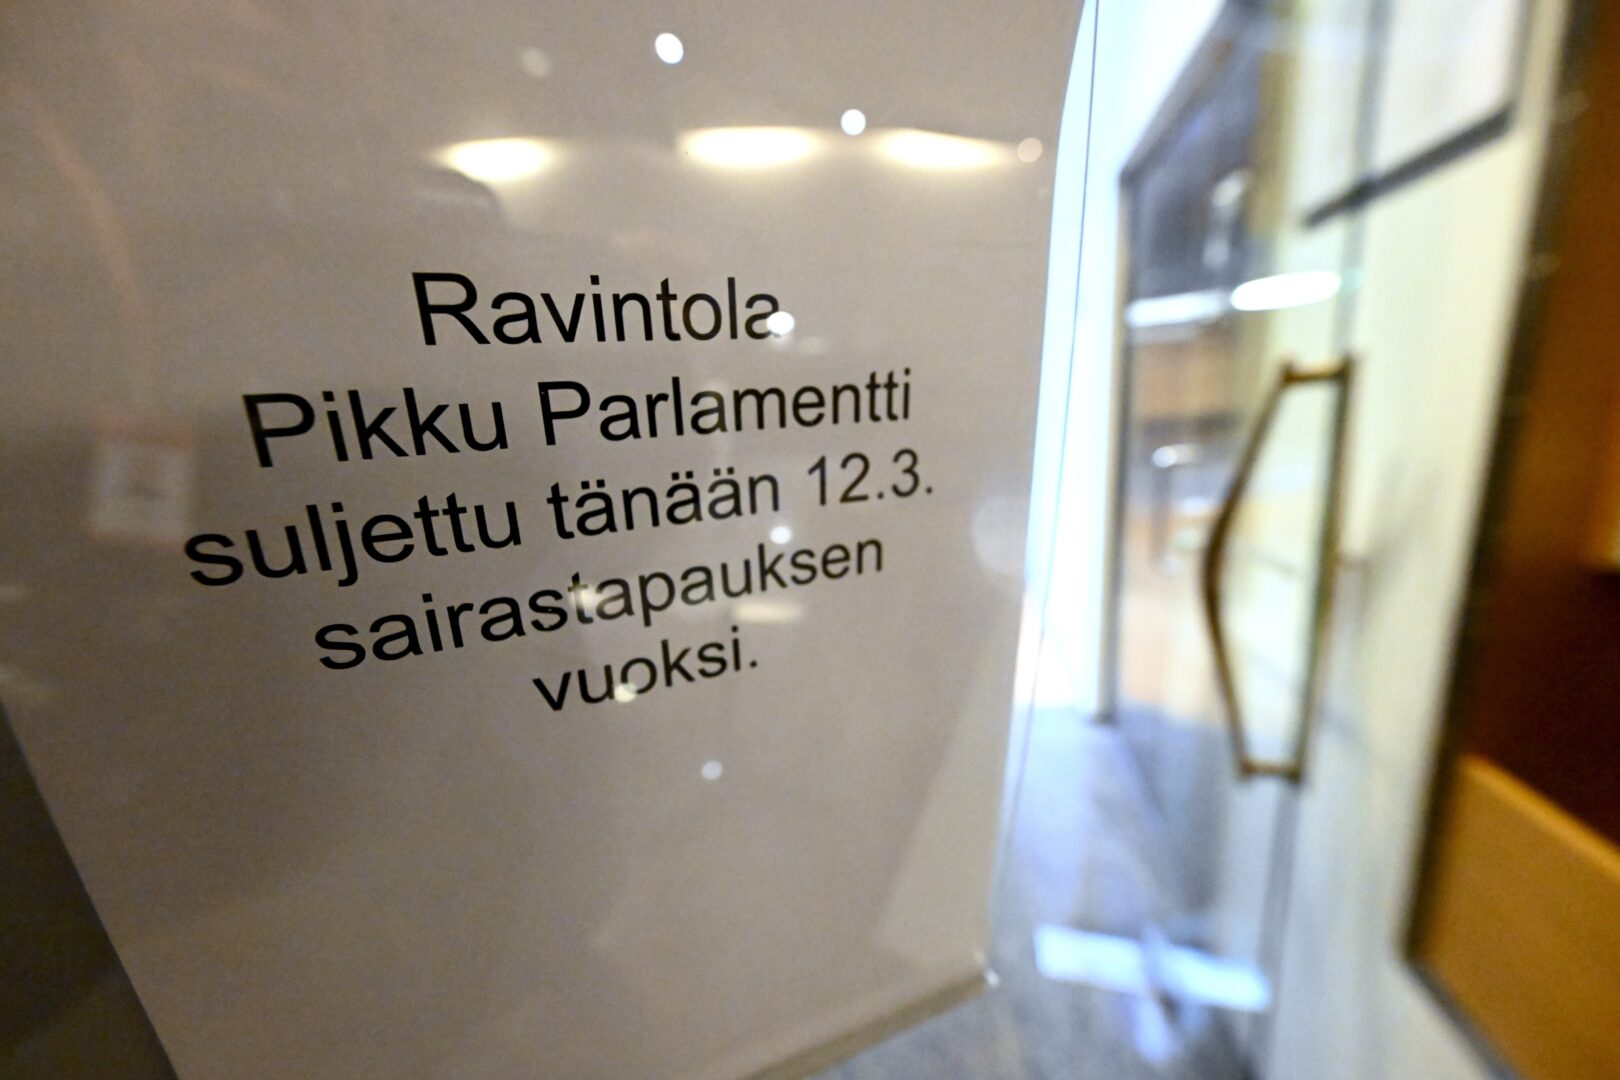 Ravintola
Pikku Parlamentti
suljettu tänään 12.3.
sairastapauksen
vuoksi.